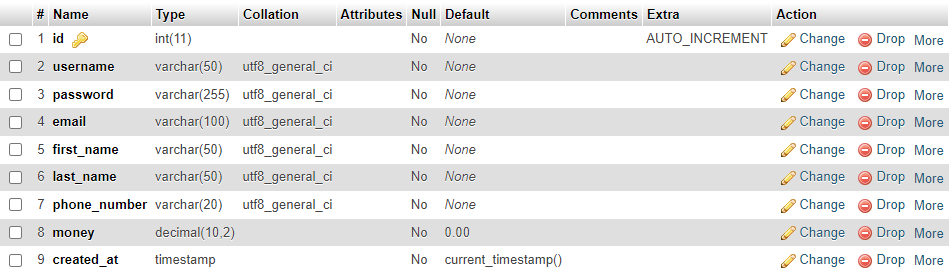 # Name Type Collation Attributes Null Default Comments Extra Action
1 id int(11) No None AUTO_INCREMENT Change Drop More
2 username varchar(50) utf8_general_ci No None Change Drop More
3 password varchar(255) utf8_general_ci No None Change Drop More
4 email varchar(100) utf8_general_ci No None Change Drop More
5 first_name varchar(50) utf8_general_ci No None Change Drop More
6 last_name varchar(50) utf8_general_ci No None Change Drop More
7 phone_number varchar(20) utf8_general_ci No None Change Drop More
8 money decimal(10,2) No 0.00 Change Drop More
9 created_at timestamp No current_timestamp() Change Drop More